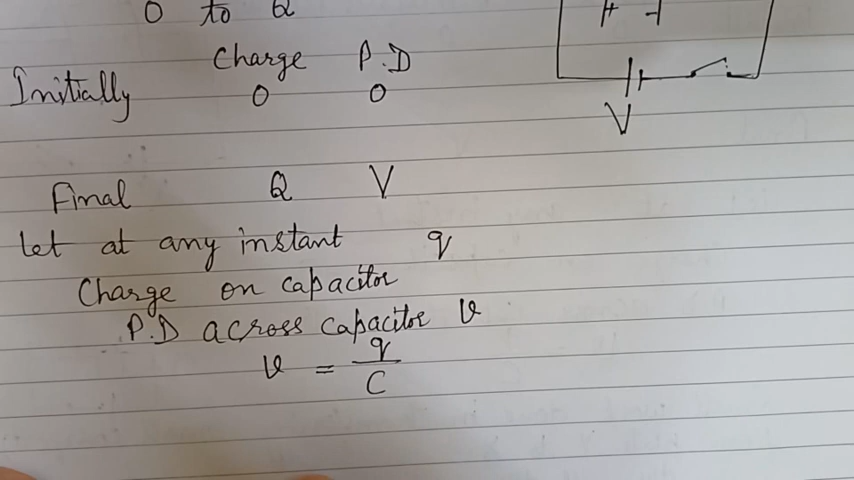 0 to Q
Charge P.D
Initially 0 0
V
Final Q V
Let at any instant q
Charge on capacitor
P.D across capacitor v
v = q/C